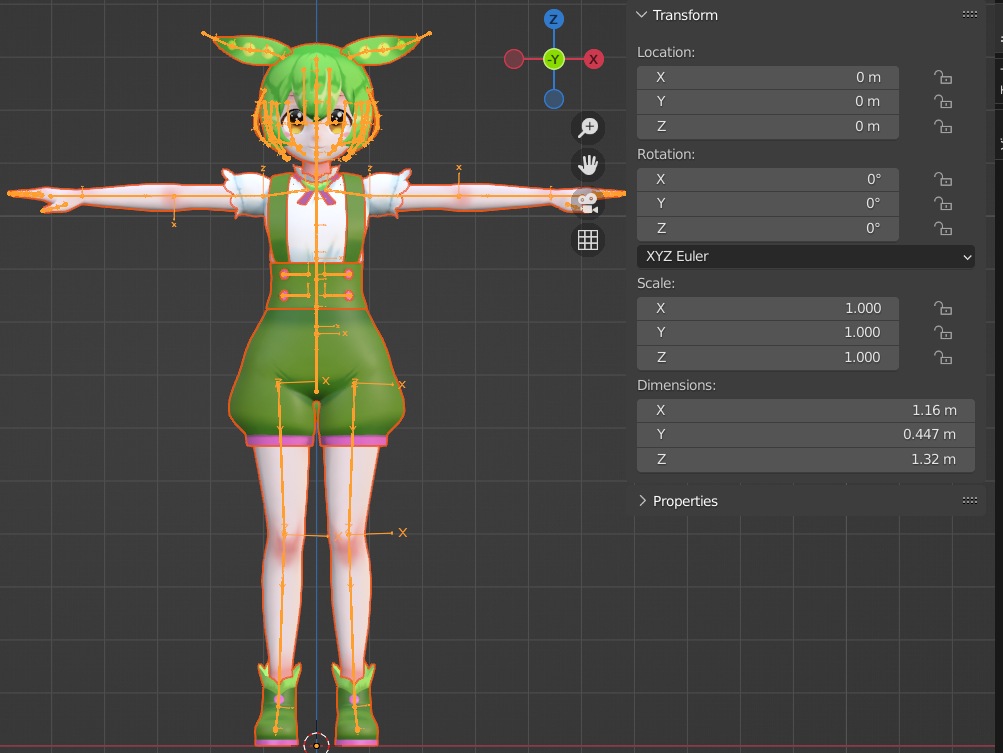 Transform
Location:
X 0 m
Y 0 m
Z 0 m
Rotation:
X 0°
Y 0°
Z 0°
XYZ Euler
Scale:
X 1.000
Y 1.000
Z 1.000
Dimensions:
X 1.16 m
Y 0.447 m
Z 1.32 m
Properties
Z
-Y
X
z
z
x
x
x
x
X
X
X